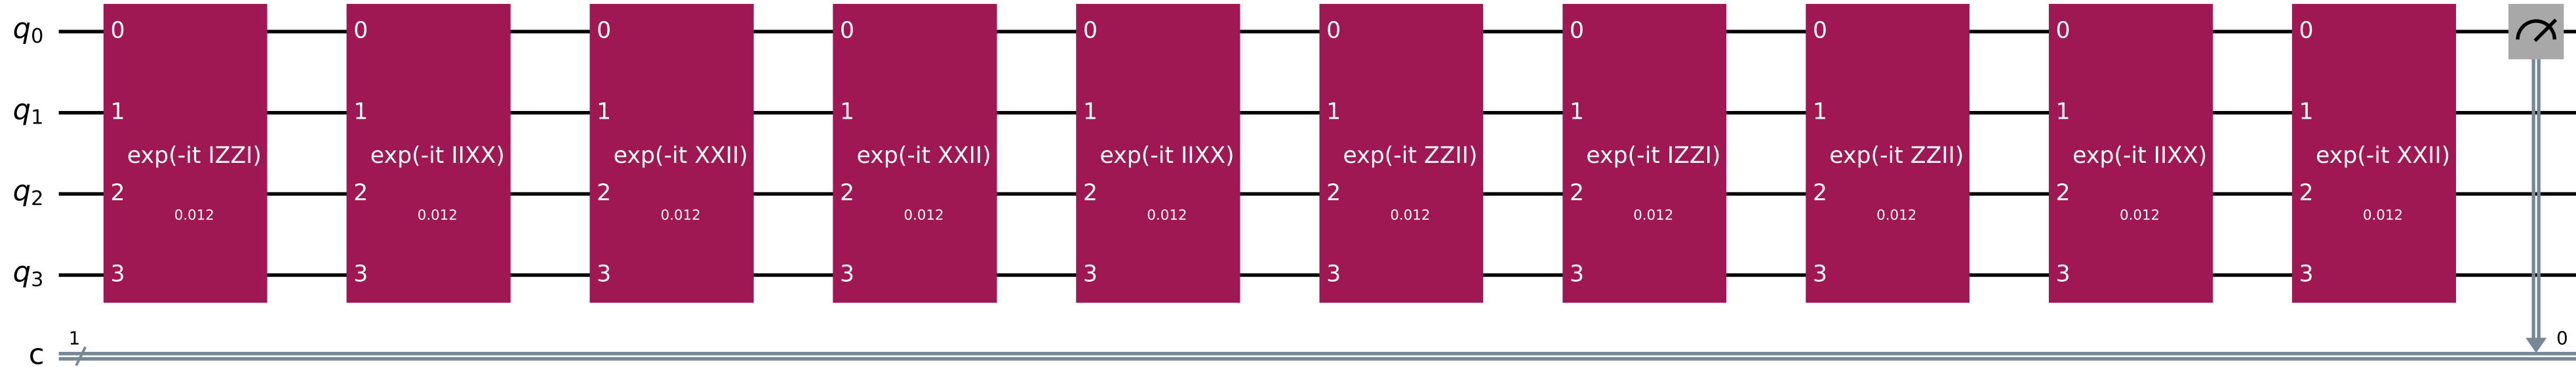 q0 0 0 0 0 0 0 0 0 0 0
q1 1 1 1 1 1 1 1 1 1 1
exp(-it IZZI) exp(-it IIXX) exp(-it XXII) exp(-it XXII) exp(-it IIXX) exp(-it ZZII) exp(-it IZZI) exp(-it ZZII) exp(-it IIXX) exp(-it XXII)
q2 2 2 2 2 2 2 2 2 2 2
0.012 0.012 0.012 0.012 0.012 0.012 0.012 0.012 0.012 0.012
q3 3 3 3 3 3 3 3 3 3 3
1 0
c